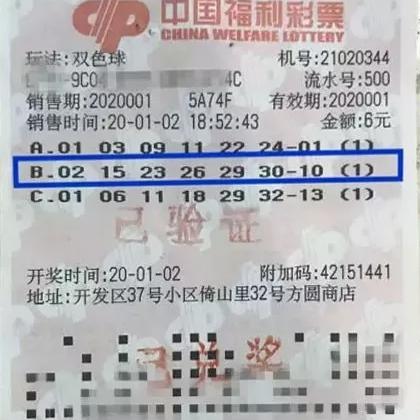 中国福利彩票
CHINA WELFARE LOTTERY
玩法:双色球 机号:21020344
9C04 4C 流水号:500
销售期:2020001 5A74F 有效期:2020001
销售时间:20-01-02 18:52:43 金额:6元
A.01 03 09 11 22 24-01 (1)
B.02 15 23 26 29 30-10 (1)
C.01 06 11 18 29 32-13 (1)
已验证
开奖时间:20-01-02 附加码:42151441
地址:开发区37号小区倚山里32号方圆商店
已兑奖